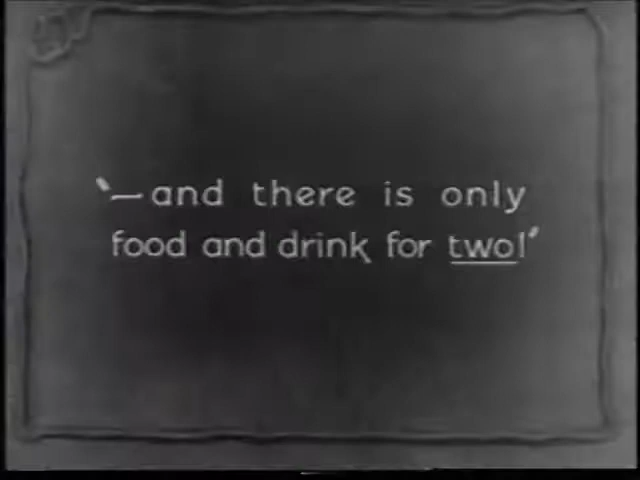 ‵—and there is only
food and drink for two!′